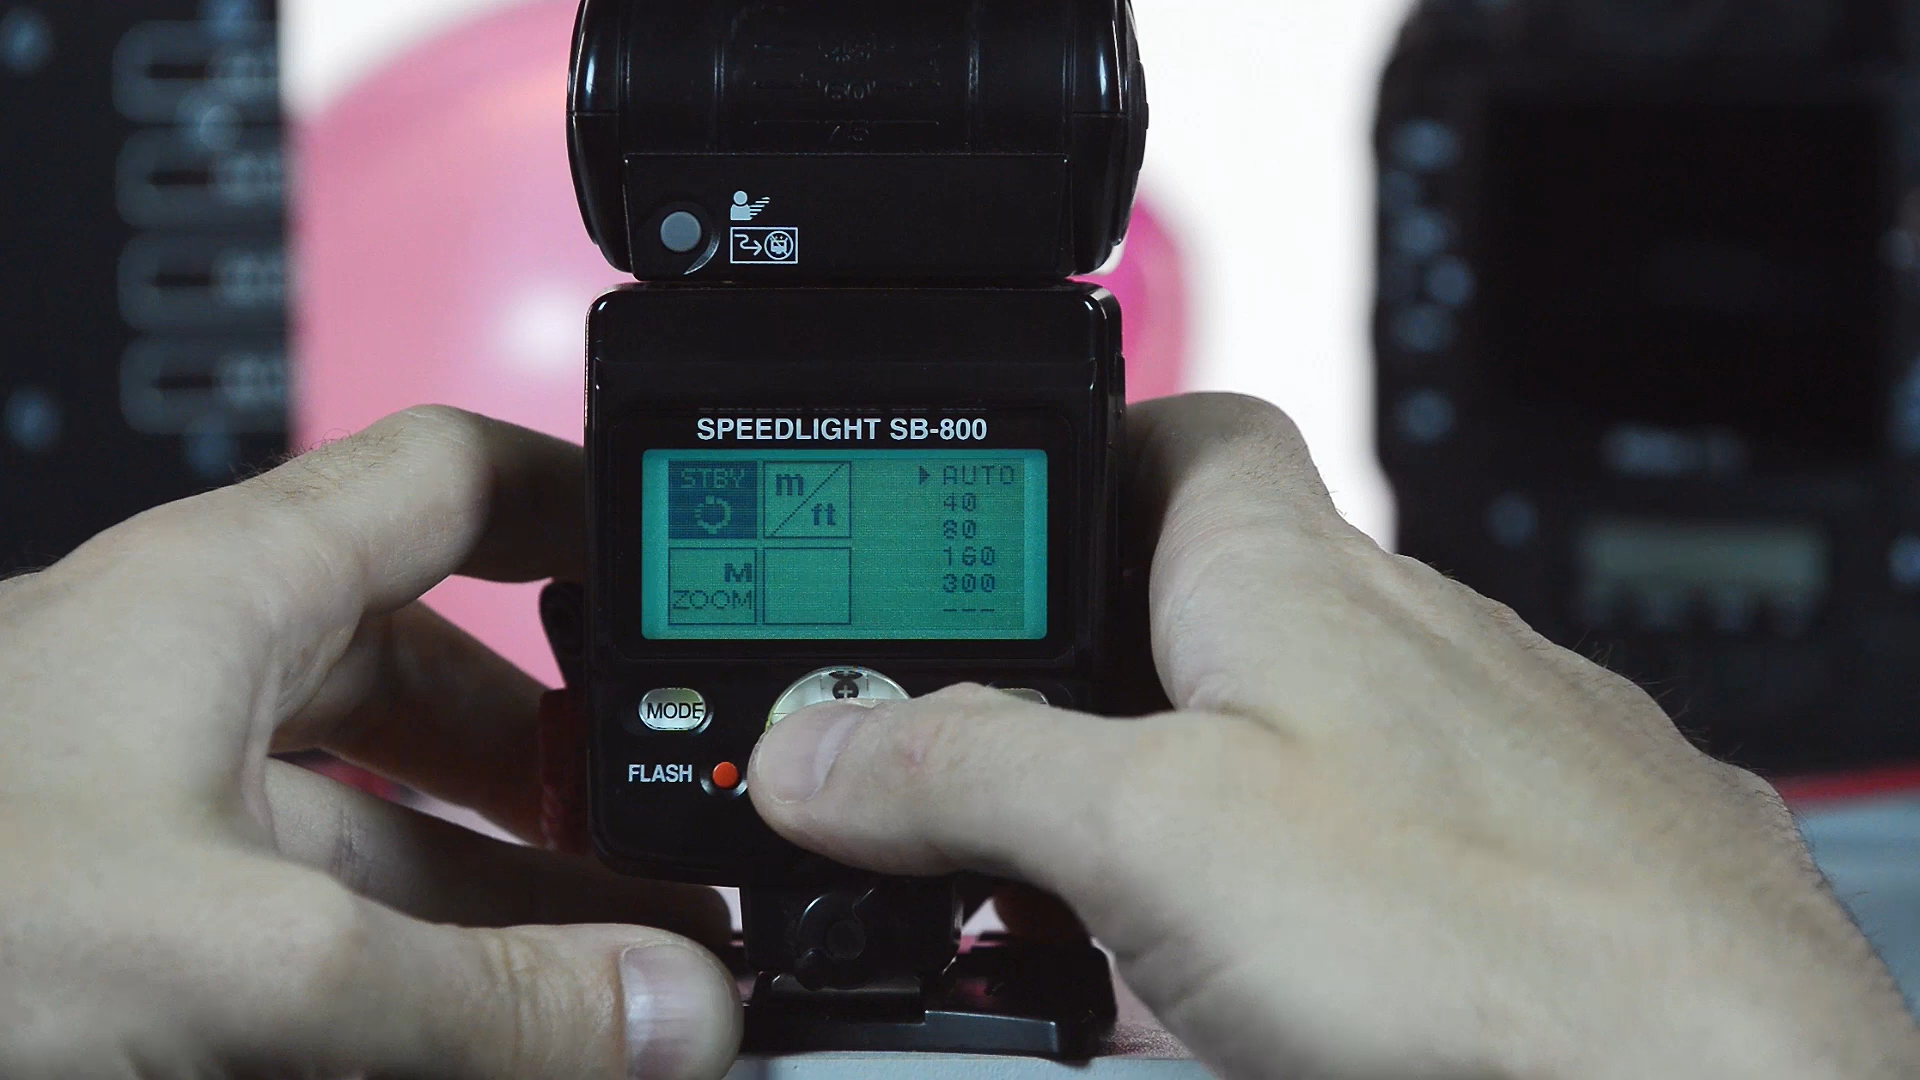 SPEEDLIGHT SB-800
STBY
m/ft
M
ZOOM
AUTO
40
80
160
300
---
MODE
FLASH